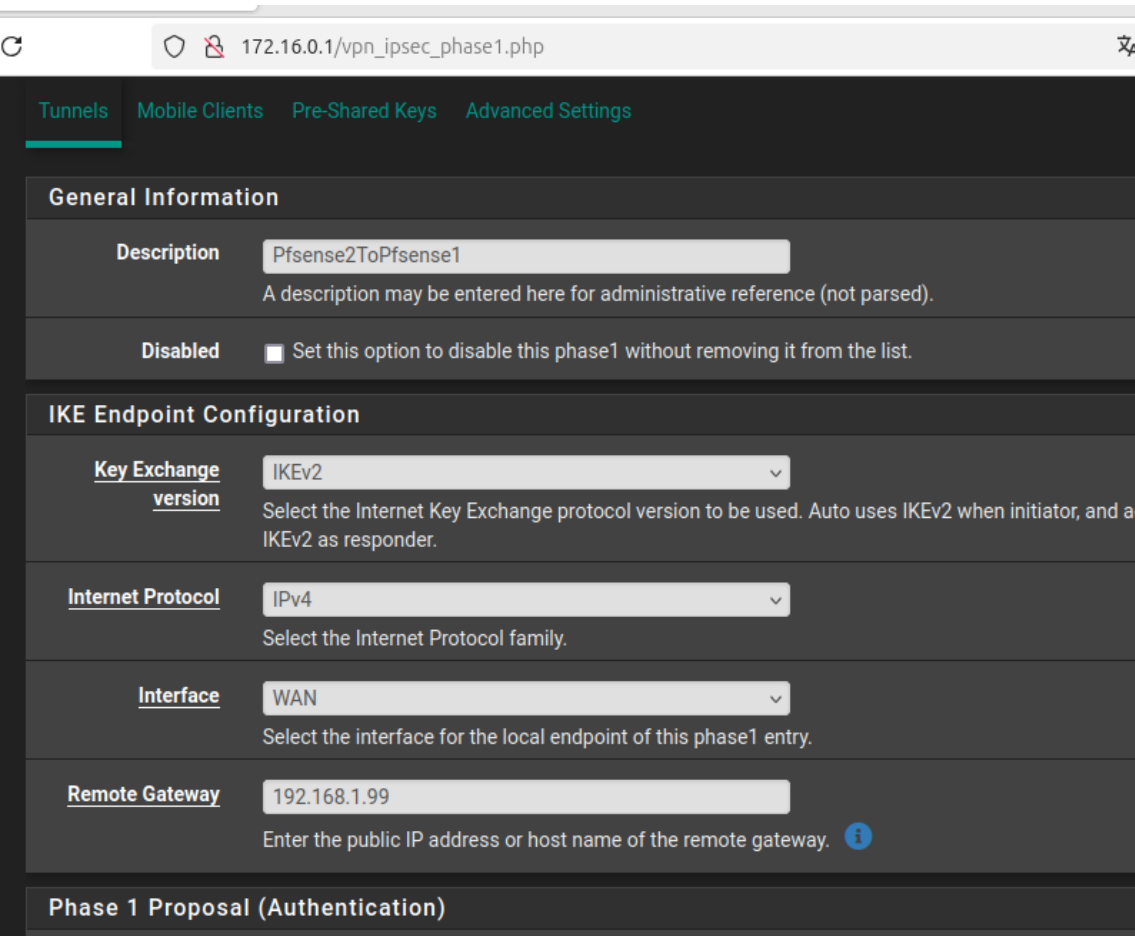 172.16.0.1/vpn_ipsec_phase1.php
Tunnels Mobile Clients Pre-Shared Keys Advanced Settings
General Information
Description
Pfsense2ToPfsense1
A description may be entered here for administrative reference (not parsed).
Disabled
Set this option to disable this phase1 without removing it from the list.
IKE Endpoint Configuration
Key Exchange
version
IKEv2
Select the Internet Key Exchange protocol version to be used. Auto uses IKEv2 when initiator, and
IKEv2 as responder.
Internet Protocol
IPv4
Select the Internet Protocol family.
Interface
WAN
Select the interface for the local endpoint of this phase1 entry.
Remote Gateway
192.168.1.99
Enter the public IP address or host name of the remote gateway.
Phase 1 Proposal (Authentication)